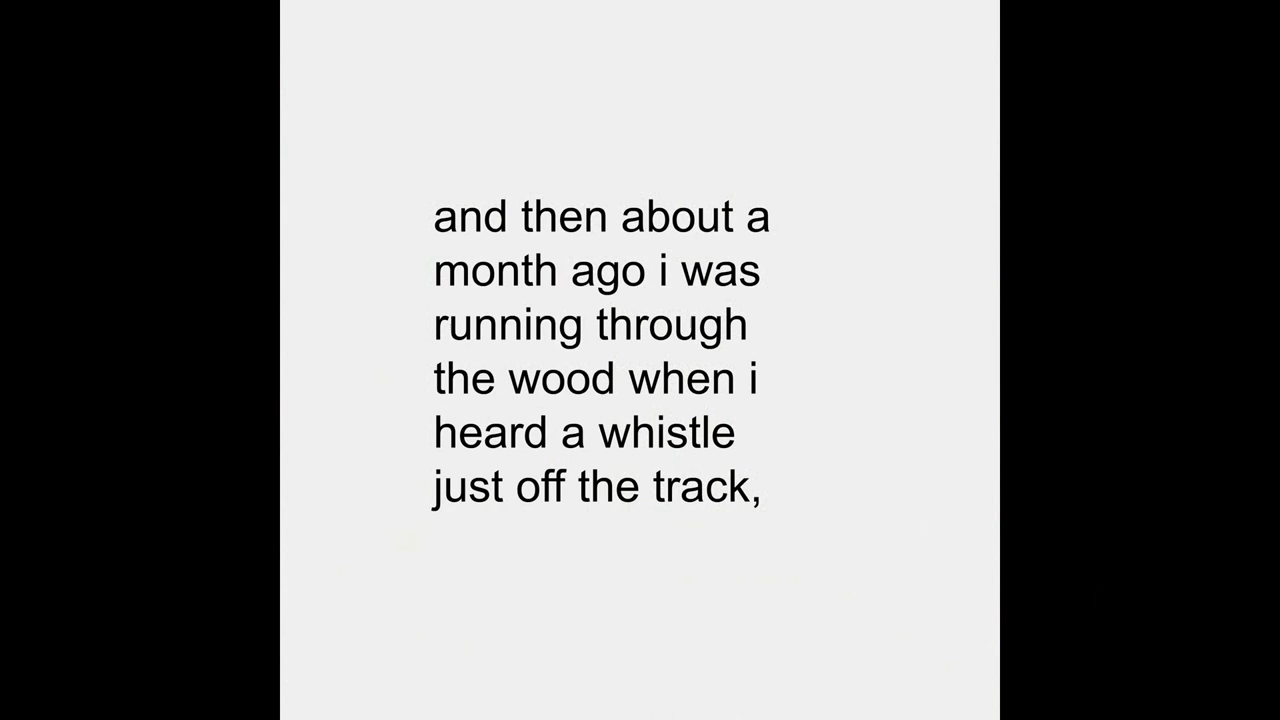 and then about a
month ago i was
running through
the wood when i
heard a whistle
just off the track,